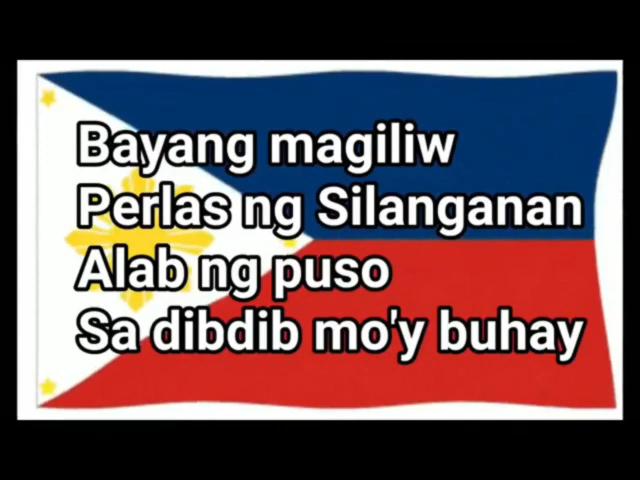 Bayang magiliw
Perlas ng Silanganan
Alab ng puso
Sa dibdib mo'y buhay